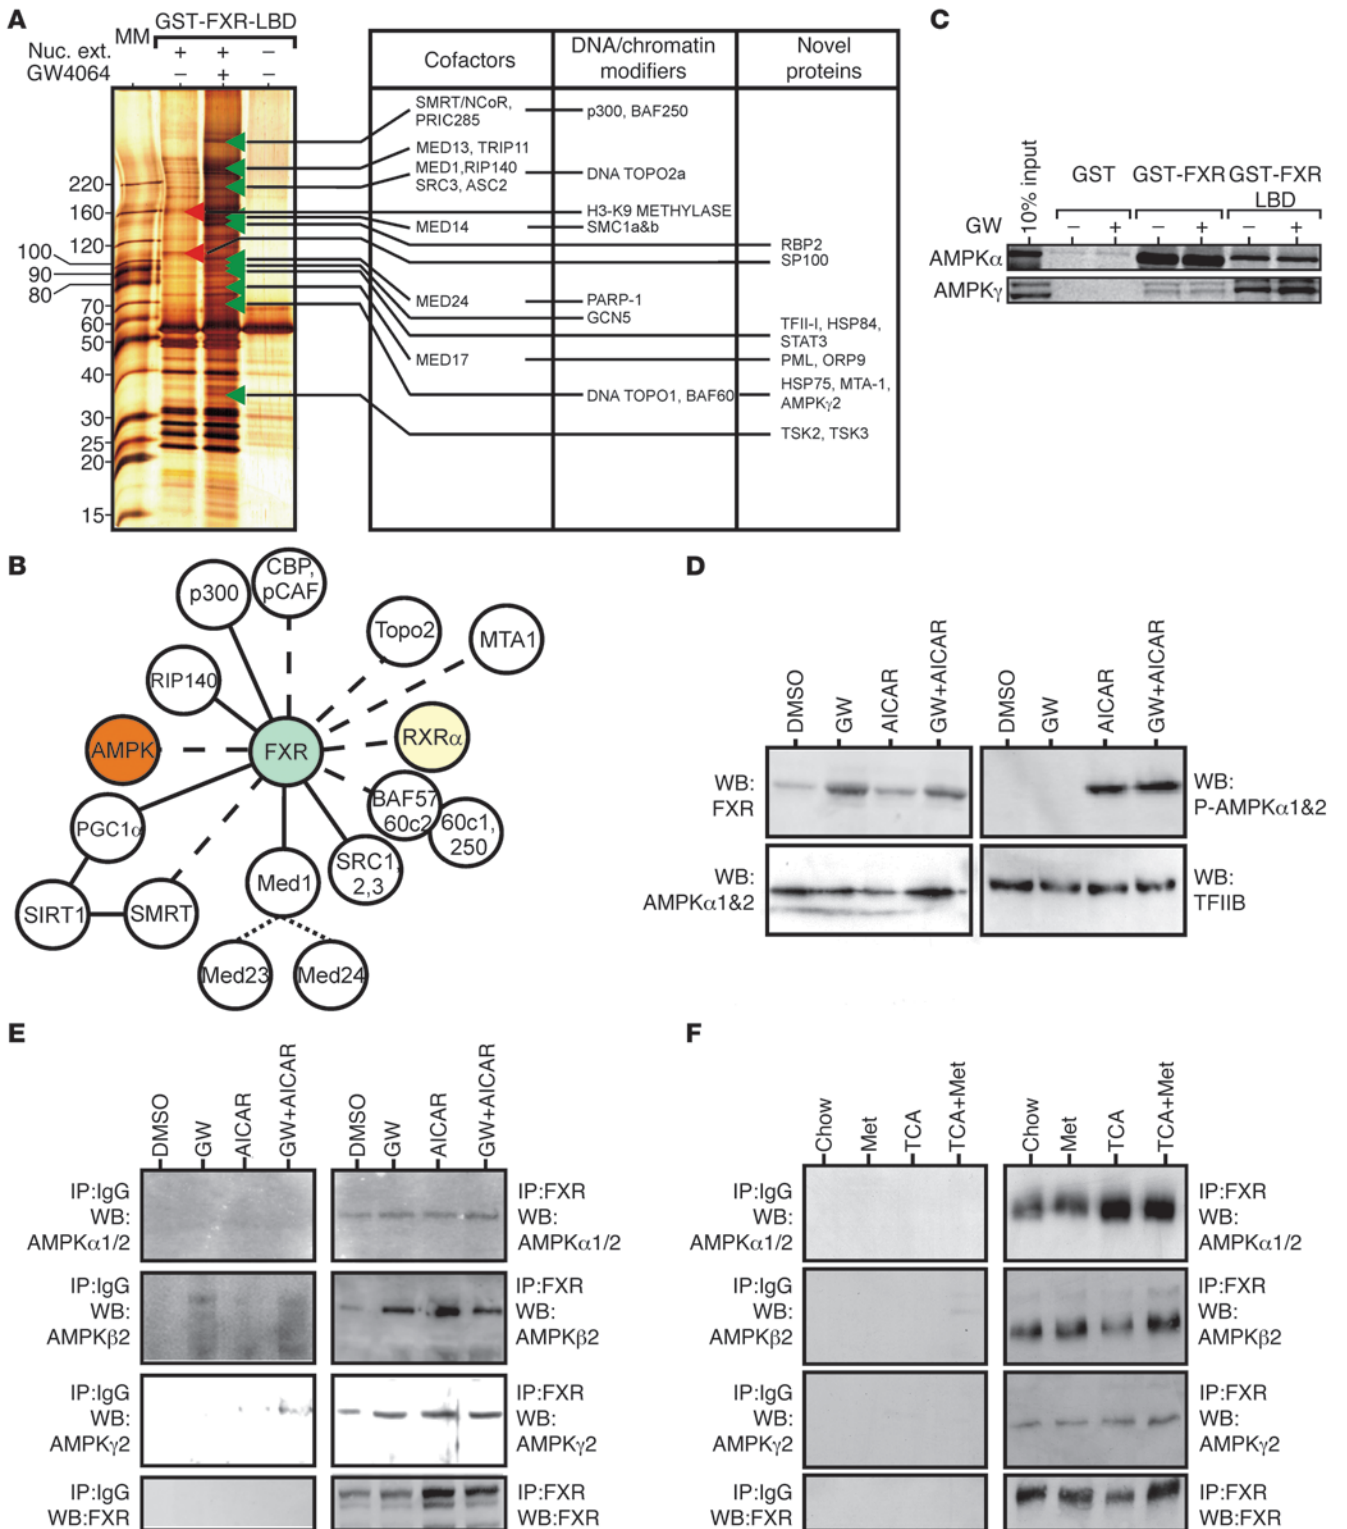 A
GST-FXR-LBD
MM
Nuc. ext. + + −
GW4064 − + −
220
160
120
100
90
80
70
60
50
40
30
25
20
15
Cofactors
DNA/chromatin
modifiers
Novel
proteins
SMRT/NCoR,
PRIC285
p300, BAF250
MED13, TRIP11
MED1,RIP140
SRC3, ASC2
DNA TOPO2a
H3-K9 METHYLASE
MED14
SMC1a&b
RBP2
SP100
MED24
PARP-1
GCN5
TFII-I, HSP84,
STAT3
MED17
PML, ORP9
DNA TOPO1, BAF60
HSP75, MTA-1,
AMPKγ2
TSK2, TSK3
C
10% input
GST GST-FXR GST-FXR
LBD
GW − + − + − +
AMPKα
AMPKγ
B
p300
CBP,
pCAF
Topo2
MTA1
RIP140
AMPK
FXR
RXRα
PGC1α
BAF57
60c2
60c1,
250
SIRT1
SMRT
Med1
SRC1,
2,3
Med23
Med24
D
DMSO
GW
AICAR
GW+AICAR
DMSO
GW
AICAR
GW+AICAR
WB:
FXR
WB:
P-AMPKα1&2
WB:
AMPKα1&2
WB:
TFIIB
E
DMSO
GW
AICAR
GW+AICAR
DMSO
GW
AICAR
GW+AICAR
IP:IgG
WB:
AMPKα1/2
IP:FXR
WB:
AMPKα1/2
IP:IgG
WB:
AMPKβ2
IP:FXR
WB:
AMPKβ2
IP:IgG
WB:
AMPKγ2
IP:FXR
WB:
AMPKγ2
IP:IgG
WB:FXR
IP:FXR
WB:FXR
F
Chow
Met
TCA
TCA+Met
Chow
Met
TCA
TCA+Met
IP:IgG
WB:
AMPKα1/2
IP:FXR
WB:
AMPKα1/2
IP:IgG
WB:
AMPKβ2
IP:FXR
WB:
AMPKβ2
IP:IgG
WB:
AMPKγ2
IP:FXR
WB:
AMPKγ2
IP:IgG
WB:FXR
IP:FXR
WB:FXR